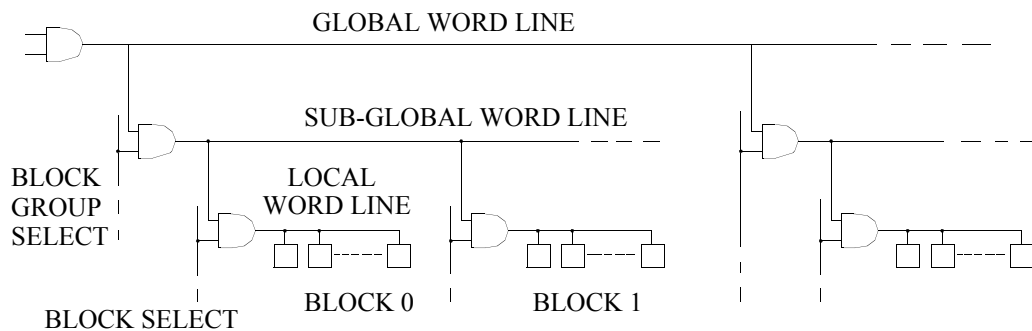 GLOBAL WORD LINE
SUB-GLOBAL WORD LINE
BLOCK
GROUP
SELECT
LOCAL
WORD LINE
BLOCK SELECT
BLOCK 0
BLOCK 1